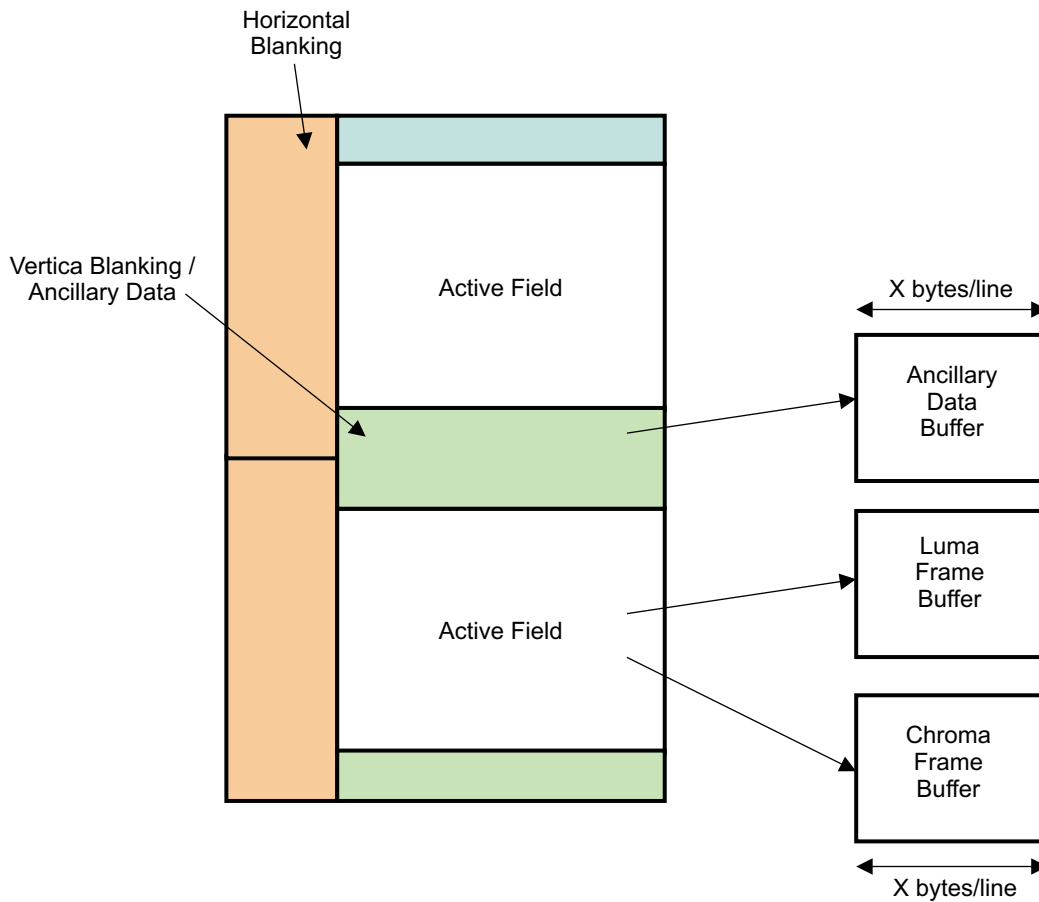 Horizontal
Blanking
Vertica Blanking /
Ancillary Data
Active Field
X bytes/line
Ancillary
Data
Buffer
Luma
Frame
Buffer
Active Field
Chroma
Frame
Buffer
X bytes/line